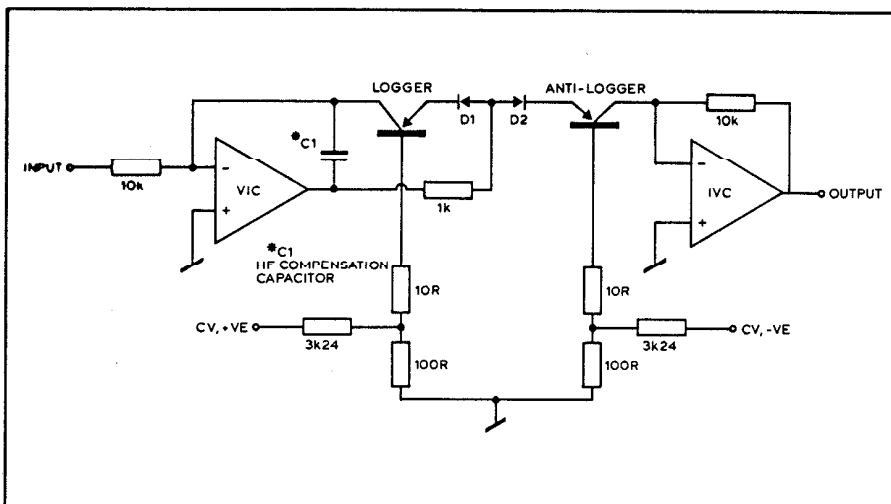 LOGGER
ANTI-LOGGER
D1
D2
10k
*C1
INPUT
10k
-
VIC
+
1k
-
IVC
+
OUTPUT
*C1
HF COMPENSATION
CAPACITOR
10R
10R
CV,+VE
3k24
3k24
CV,-VE
100R
100R